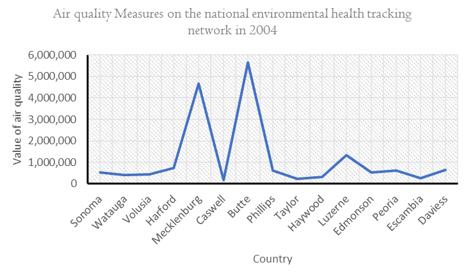 Air quality Measures on the national environmental health tracking
network in 2004
Value of air quality
6,000,000
5,000,000
4,000,000
3,000,000
2,000,000
1,000,000
0
Sonoma
Watauga
Volusia
Harford
Mecklenburg
Caswell
Butte
Phillips
Taylor
Haywood
Luzerne
Edmonson
Peoria
Escambia
Daviess
Country